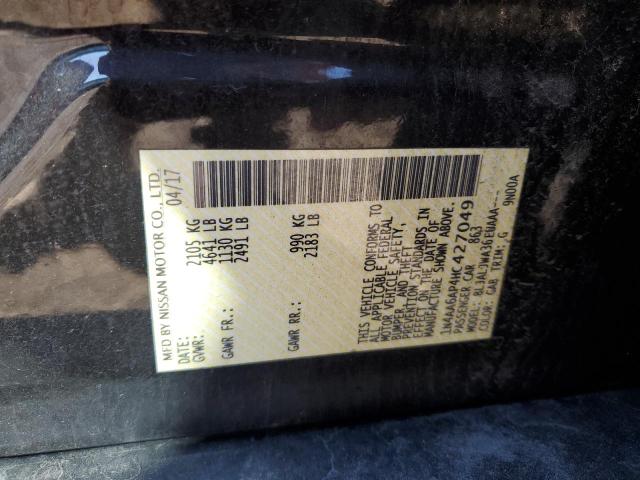 MFD BY NISSAN MOTOR CO., LTD.
DATE: 04/17
GVWR: 2105 KG
4641 LB
GAWR FR.: 1130 KG
2491 LB
GAWR RR.: 990 KG
2183 LB
THIS VEHICLE CONFORMS TO
ALL APPLICABLE FEDERAL
MOTOR VEHICLE SAFETY,
BUMPER, AND THEFT
PREVENTION STANDARDS IN
EFFECT ON THE DATE OF
MANUFACTURE SHOWN ABOVE.
1N4AA6AP4HC427049
PASSENGER CAR 863
MODEL:
COLOR: GAB TRIM: G 9N00A